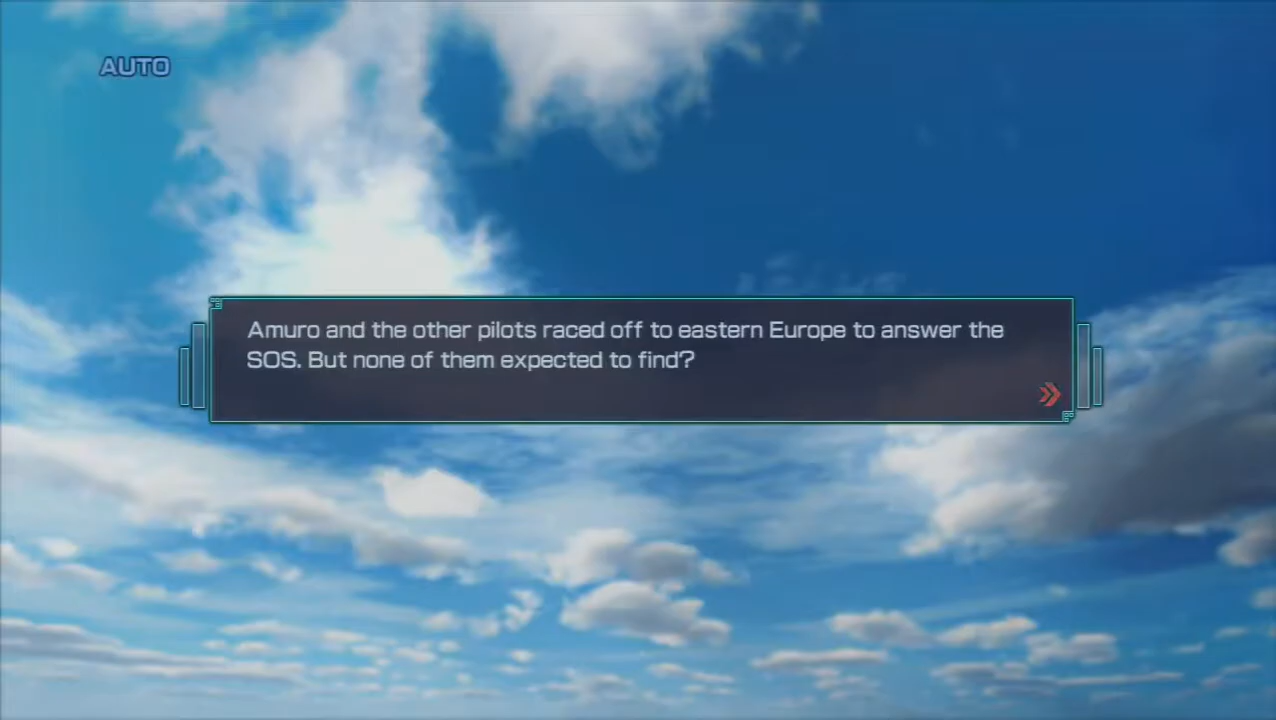 AUTO
Amuro and the other pilots raced off to eastern Europe to answer the
SOS. But none of them expected to find?